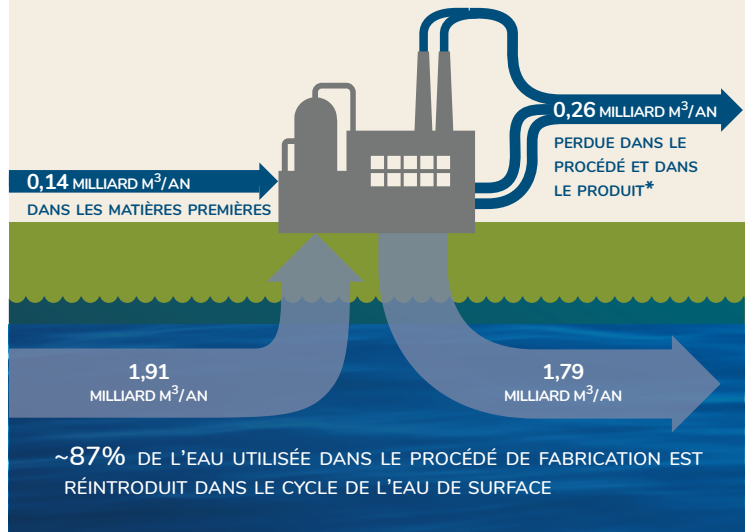 0,26 MILLIARD M³/AN
PERDUE DANS LE
PROCÉDÉ ET DANS
LE PRODUIT*
0,14 MILLIARD M³/AN
DANS LES MATIÈRES PREMIÈRES
1,91
MILLIARD M³/AN
1,79
MILLIARD M³/AN
~87% DE L'EAU UTILISÉE DANS LE PROCÉDÉ DE FABRICATION EST
RÉINTRODUIT DANS LE CYCLE DE L'EAU DE SURFACE